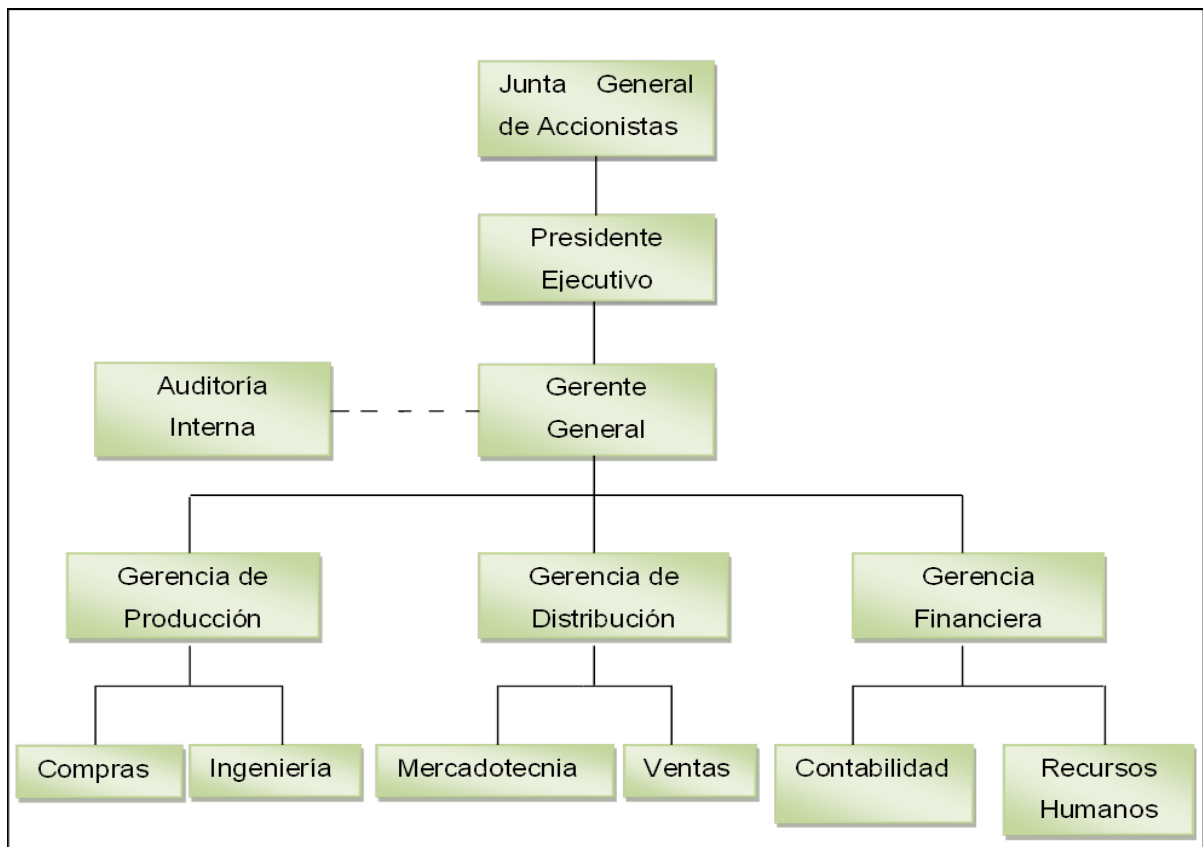 Junta General
de Accionistas
Presidente
Ejecutivo
Auditoría
Interna
Gerente
General
Gerencia de
Producción
Gerencia de
Distribución
Gerencia
Financiera
Compras
Ingeniería
Mercadotecnia
Ventas
Contabilidad
Recursos
Humanos